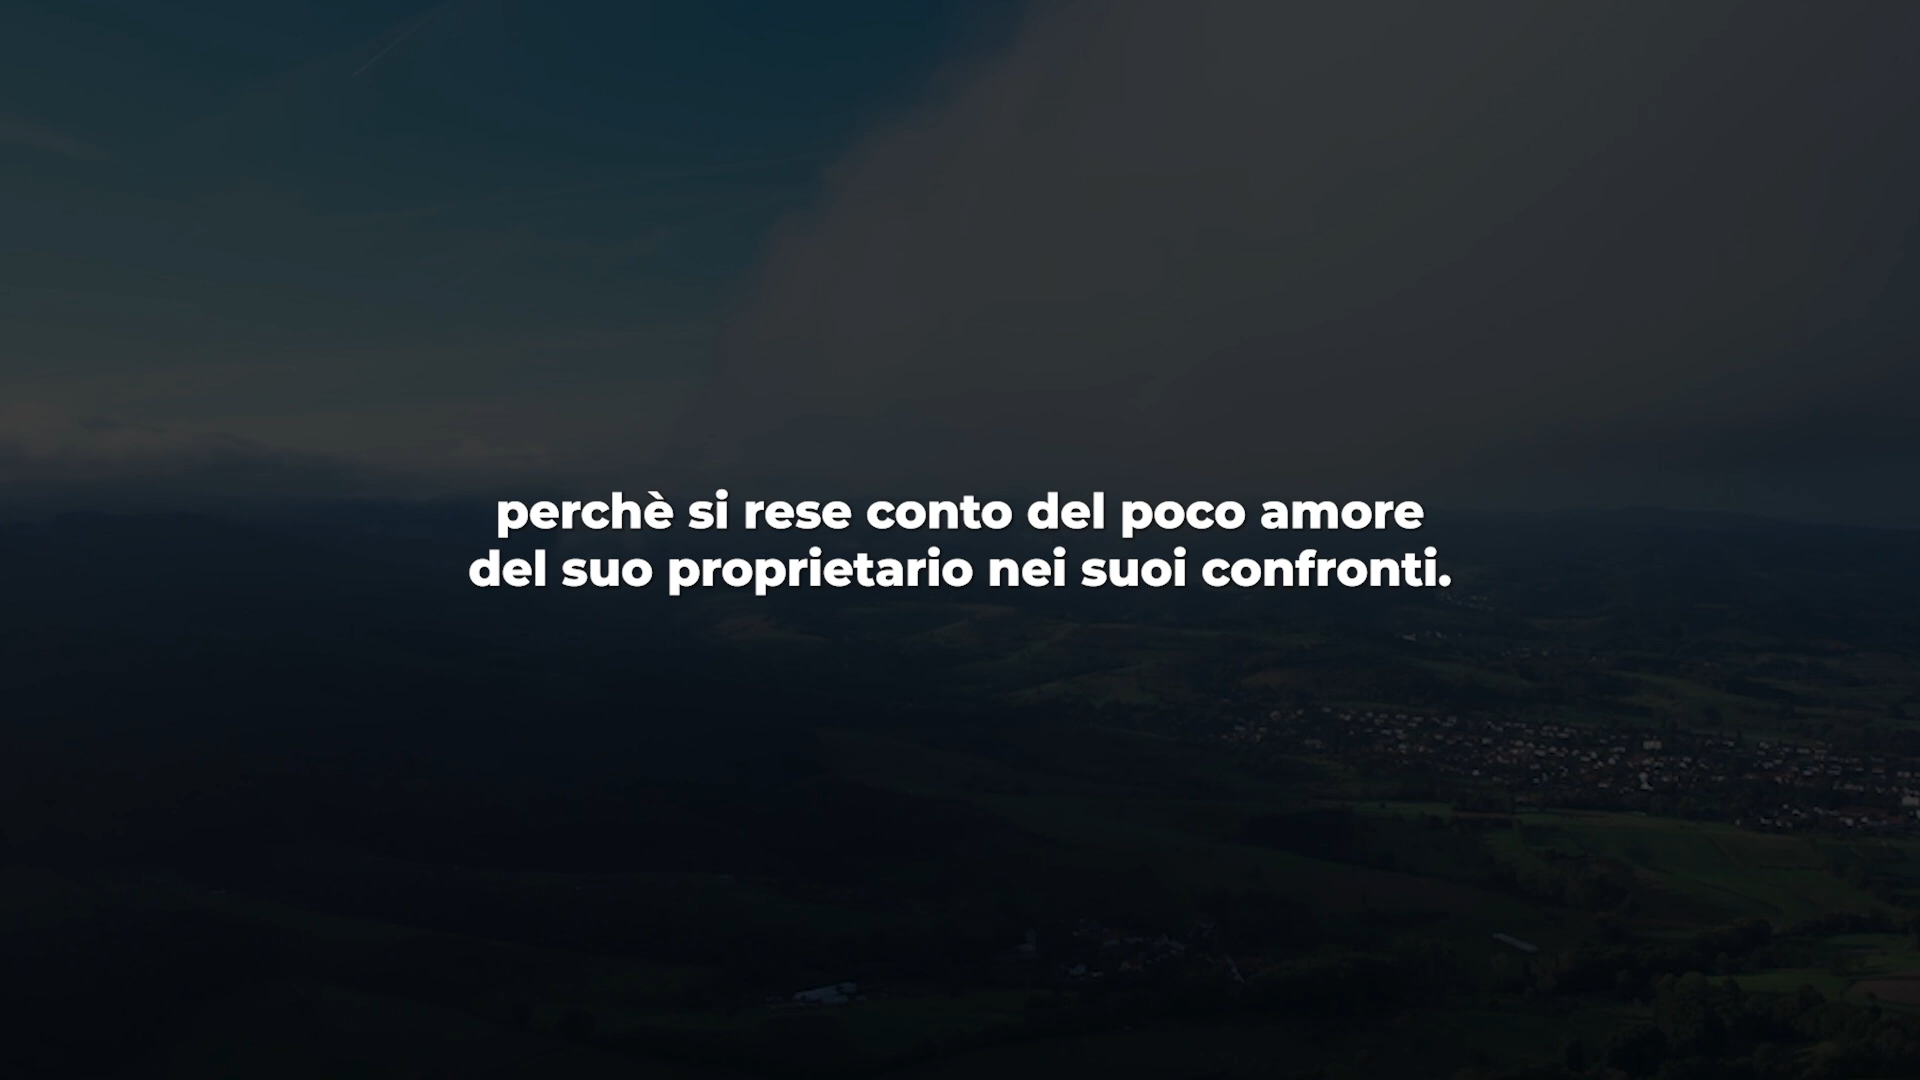 perchè si rese conto del poco amore
del suo proprietario nei suoi confronti.